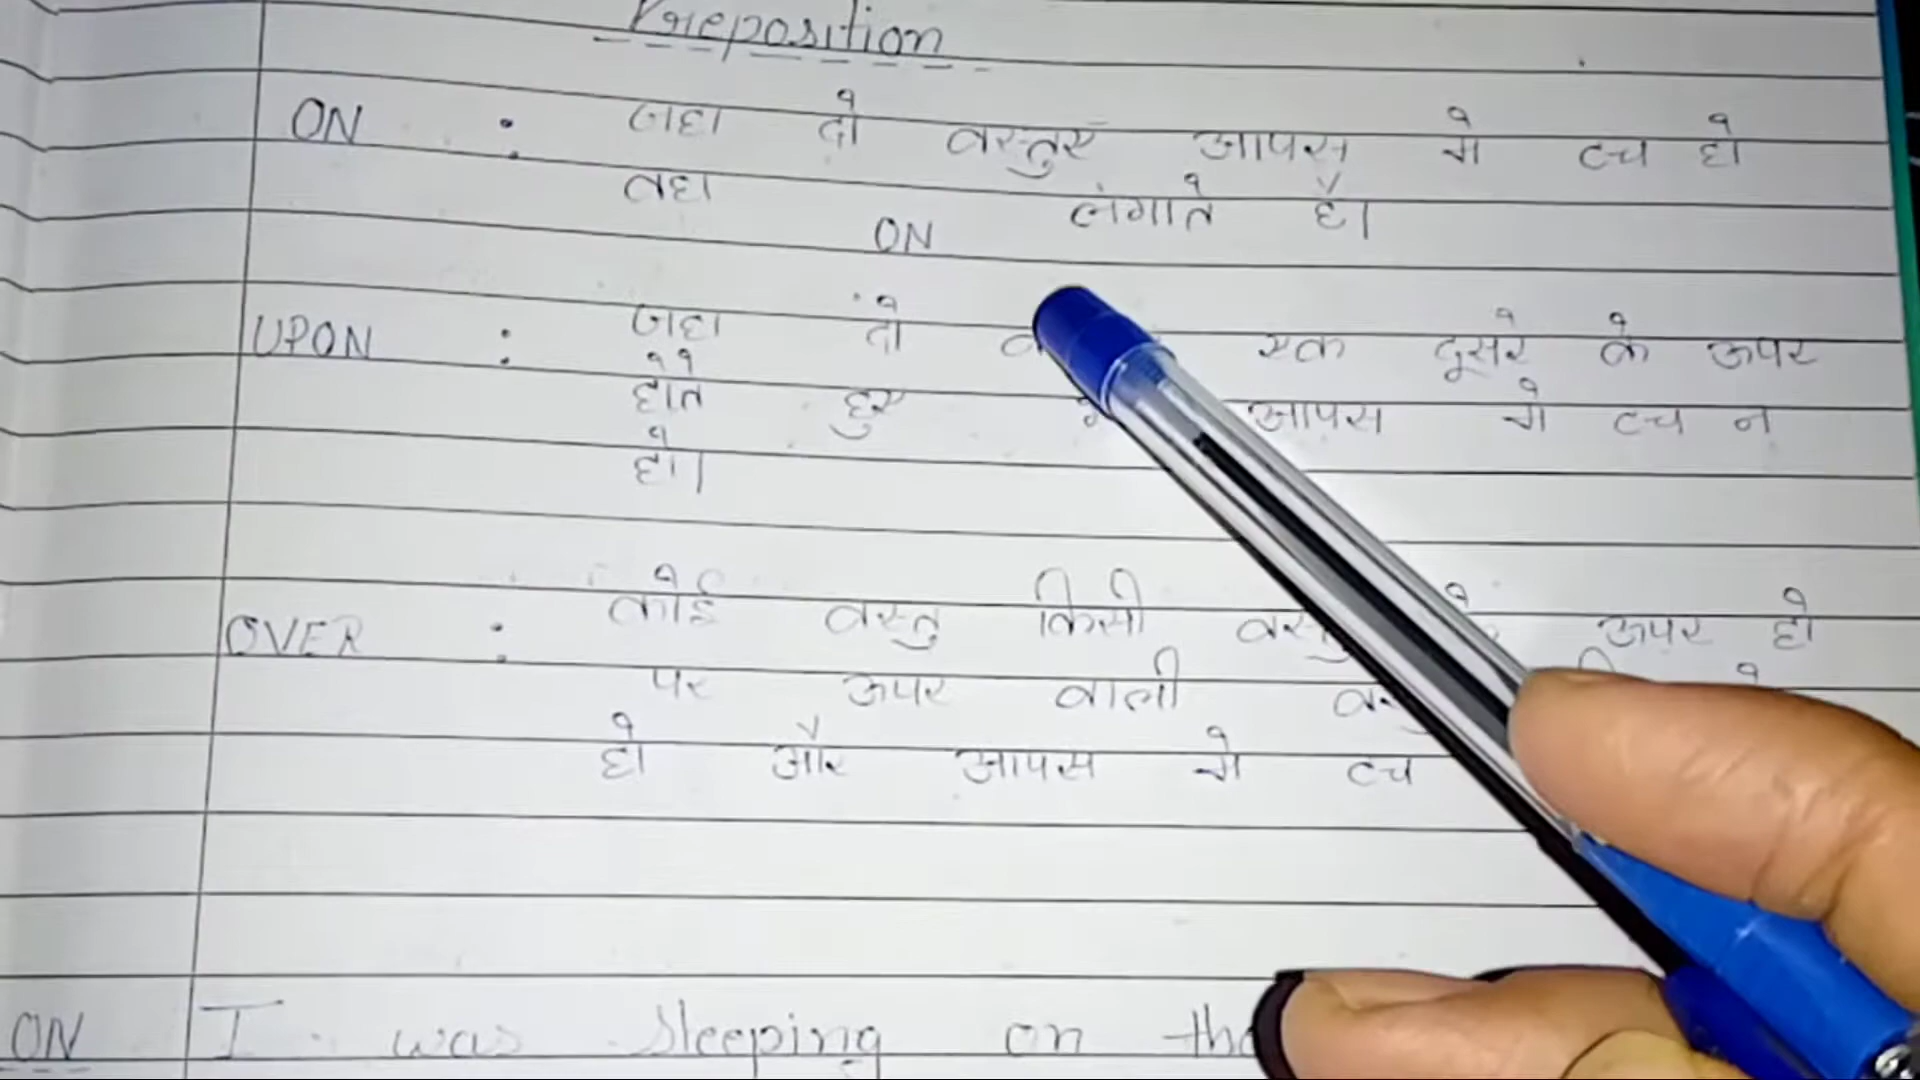 Preposition
ON : जहा दो वस्तुए आपस मे टच हो
वहा ON लगाते है।
UPON : जहा दो एक दूसरे के ऊपर
होते हुए आपस मे टच न
हो।
OVER : कोई वस्तु किसी ऊपर हो
पर ऊपर वाली
हो और आपस मे टच
ON I was sleeping on the